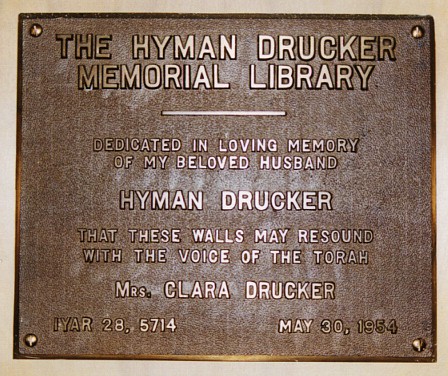 THE HYMAN DRUCKER
MEMORIAL LIBRARY
DEDICATED IN LOVING MEMORY
OF MY BELOVED HUSBAND
HYMAN DRUCKER
THAT THESE WALLS MAY RESOUND
WITH THE VOICE OF THE TORAH
MRS. CLARA DRUCKER
IYAR 28, 5714 MAY 30, 1954